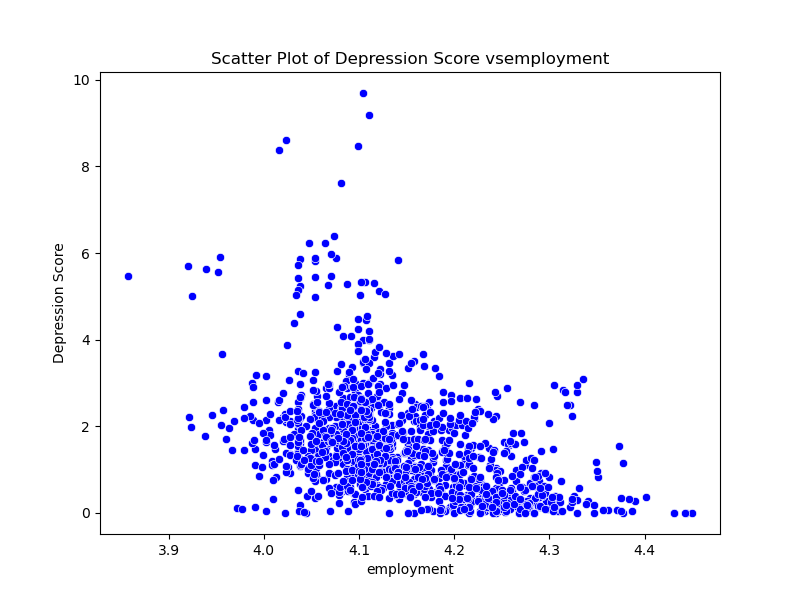 Scatter Plot of Depression Score vsemployment
10
8
6
4
2
0
Depression Score
3.9 4.0 4.1 4.2 4.3 4.4
employment